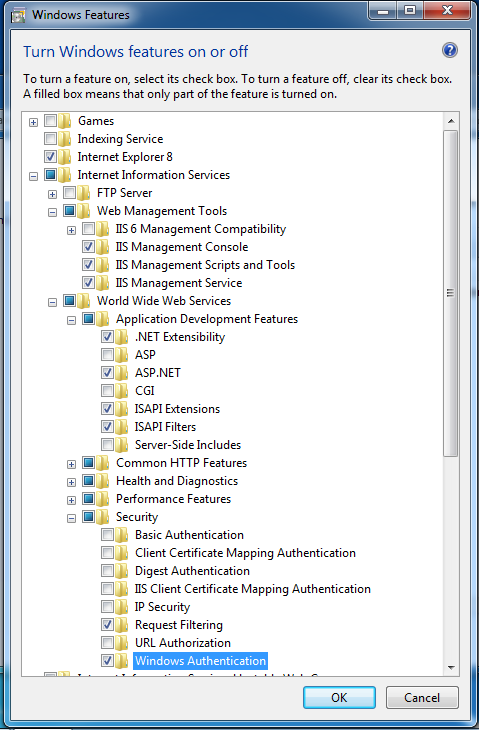 Windows Features
Turn Windows features on or off
To turn a feature on, select its check box. To turn a feature off, clear its check box.
A filled box means that only part of the feature is turned on.
Games
Indexing Service
Internet Explorer 8
Internet Information Services
FTP Server
Web Management Tools
IIS 6 Management Compatibility
IIS Management Console
IIS Management Scripts and Tools
IIS Management Service
World Wide Web Services
Application Development Features
.NET Extensibility
ASP
ASP.NET
CGI
ISAPI Extensions
ISAPI Filters
Server-Side Includes
Common HTTP Features
Health and Diagnostics
Performance Features
Security
Basic Authentication
Client Certificate Mapping Authentication
Digest Authentication
IIS Client Certificate Mapping Authentication
IP Security
Request Filtering
URL Authorization
Windows Authentication
OK
Cancel